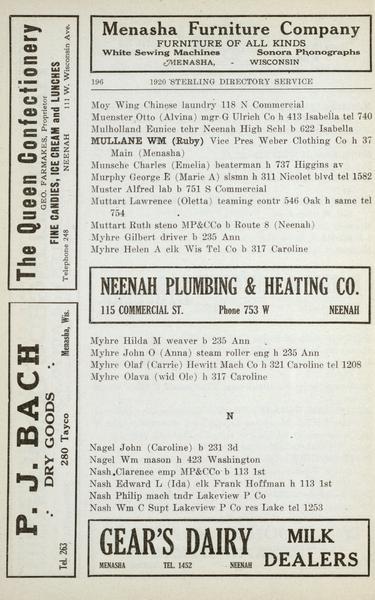 Menasha Furniture Company
FURNITURE OF ALL KINDS
White Sewing Machines Sonora Phonographs
MENASHA, - WISCONSIN
196 1920 STERLING DIRECTORY SERVICE
Moy Wing Chinese laundry 118 N Commercial
Muenster Otto (Alvina) mgr G Ulrich Co h 413 Isabella tel 740
Mulholland Eunice tchr Neenah High Schl b 622 Isabella
MULLANE WM (Ruby) Vice Pres Weber Clothing Co h 37
Main (Menasha)
Munsche Charles (Emelia) beaterman h 737 Higgins av
Murphy George E (Marie A) slsmn h 311 Nicolet blvd tel 1582
Muster Alfred lab b 751 S Commercial
Muttart Lawrence (Oletta) teaming contr 546 Oak h same tel
754
Muttart Ruth steno MP&CCo b Route 8 (Neenah)
Myhre Gilbert driver b 235 Ann
Myhre Helen A elk Wis Tel Co b 317 Caroline
NEENAH PLUMBING & HEATING CO.
115 COMMERCIAL ST. Phone 753 W NEENAH
Myhre Hilda M weaver b 235 Ann
Myhre John O (Anna) steam roller eng h 235 Ann
Myhre Olaf (Carrie) Hewitt Mach Co h 321 Caroline tel 1208
Myhre Olava (wid Ole) h 317 Caroline
N
Nagel John (Caroline) b 231 3d
Nagel Wm mason h 423 Washington
Nash Clarence emp MP&CCo b 113 1st
Nash Edward L (Ida) elk Frank Hoffman h 113 1st
Nash Philip mach tndr Lakeview P Co
Nash Wm C Supt Lakeview P Co res Lake tel 1253
GEAR'S DAIRY MILK DEALERS
MENASHA TEL. 1452 NEENAH
The Queen Confectionery
GEO. FARMAKES, Proprietor
FINE CANDIES, ICE CREAM and LUNCHES
Telephone 248 NEENAH 111 W. Wisconsin Ave.
P. J. BACH
DRY GOODS
Tel. 263 280 Tayco Menasha, Wis.